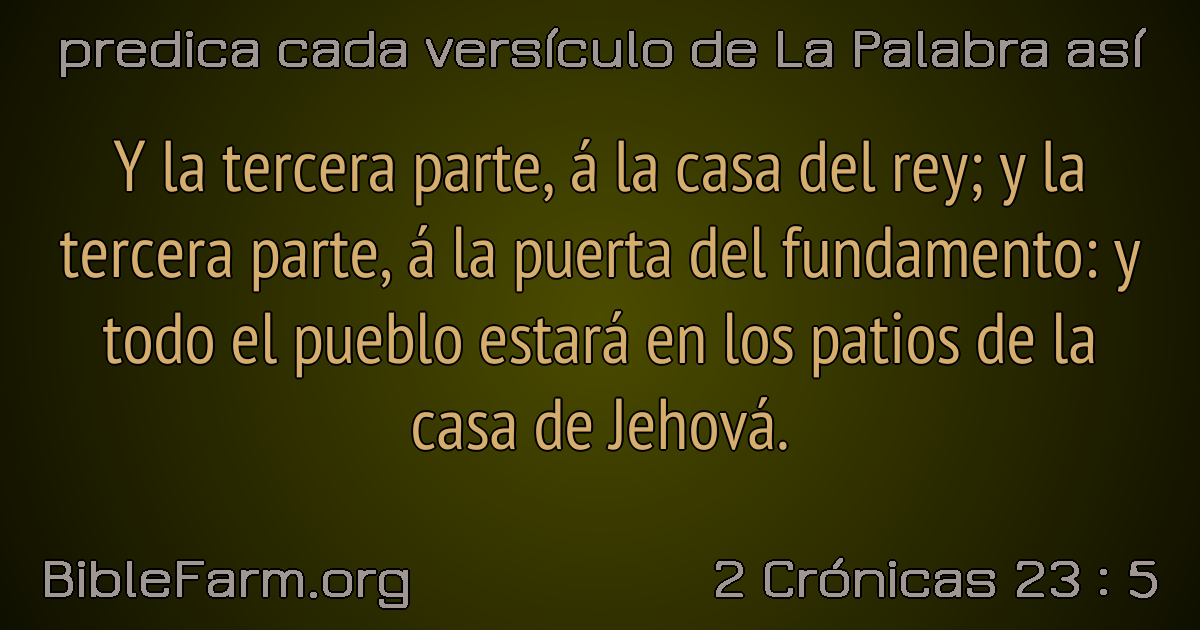 predica cada versículo de La Palabra así
Y la tercera parte, á la casa del rey; y la
tercera parte, á la puerta del fundamento: y
todo el pueblo estará en los patios de la
casa de Jehová.
BibleFarm.org
2 Crónicas 23 : 5